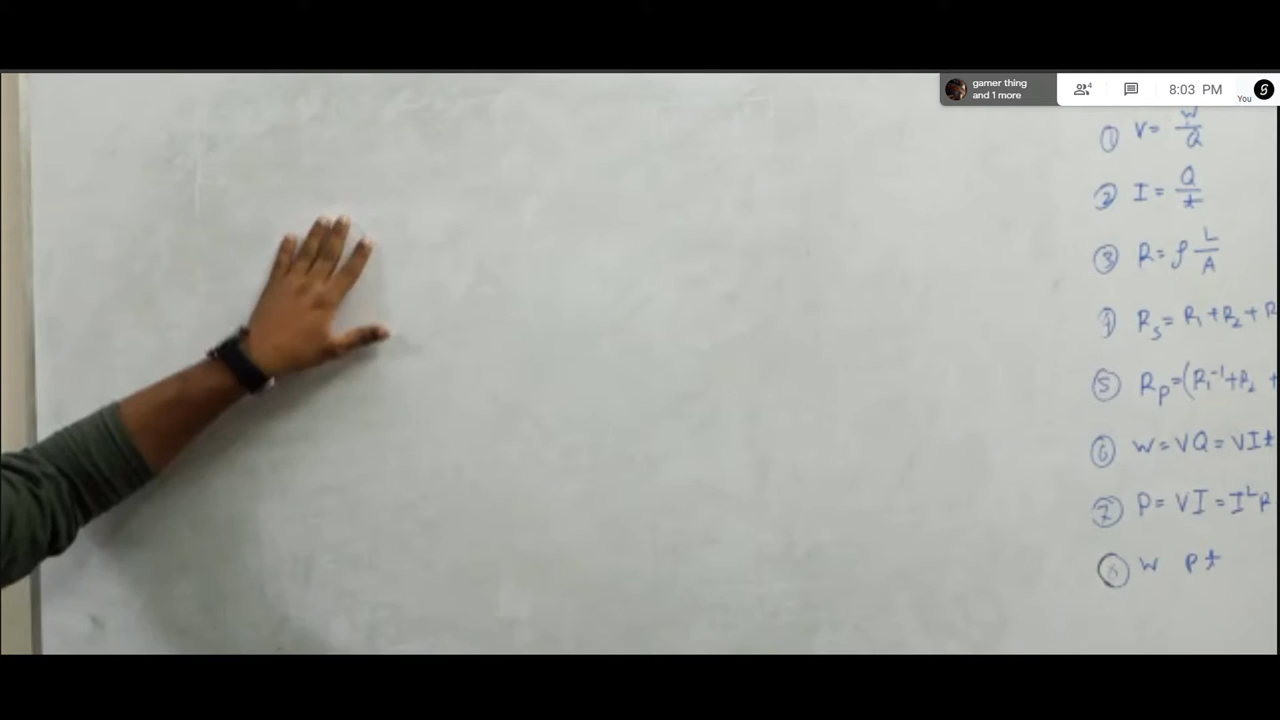 gamer thing
and 1 more
4
8:03 PM
You
① V = W/Q
② I = Q/t
③ R = ρ L/A
Rs = R₁ + R₂ + R
⑤ Rp = (R₁⁻¹ + R₂ +
⑥ W = VQ = VIt
⑦ P = VI = I²R
W Pt